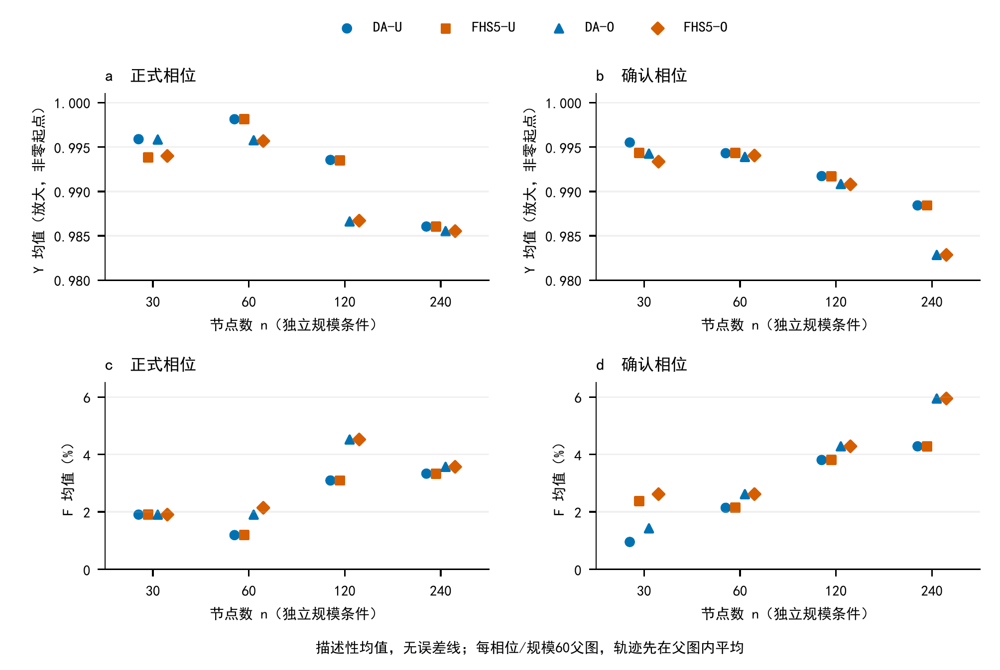 DA-U FHS5-U DA-O FHS5-O
a 正式相位
Y 均值（放大，非零起点）
1.000
0.995
0.990
0.985
0.980
30 60 120 240
节点数 n（独立规模条件）
b 确认相位
Y 均值（放大，非零起点）
1.000
0.995
0.990
0.985
0.980
30 60 120 240
节点数 n（独立规模条件）
c 正式相位
F 均值（%）
6
4
2
0
30 60 120 240
节点数 n（独立规模条件）
d 确认相位
F 均值（%）
6
4
2
0
30 60 120 240
节点数 n（独立规模条件）
描述性均值，无误差线；每相位/规模60父图，轨迹先在父图内平均